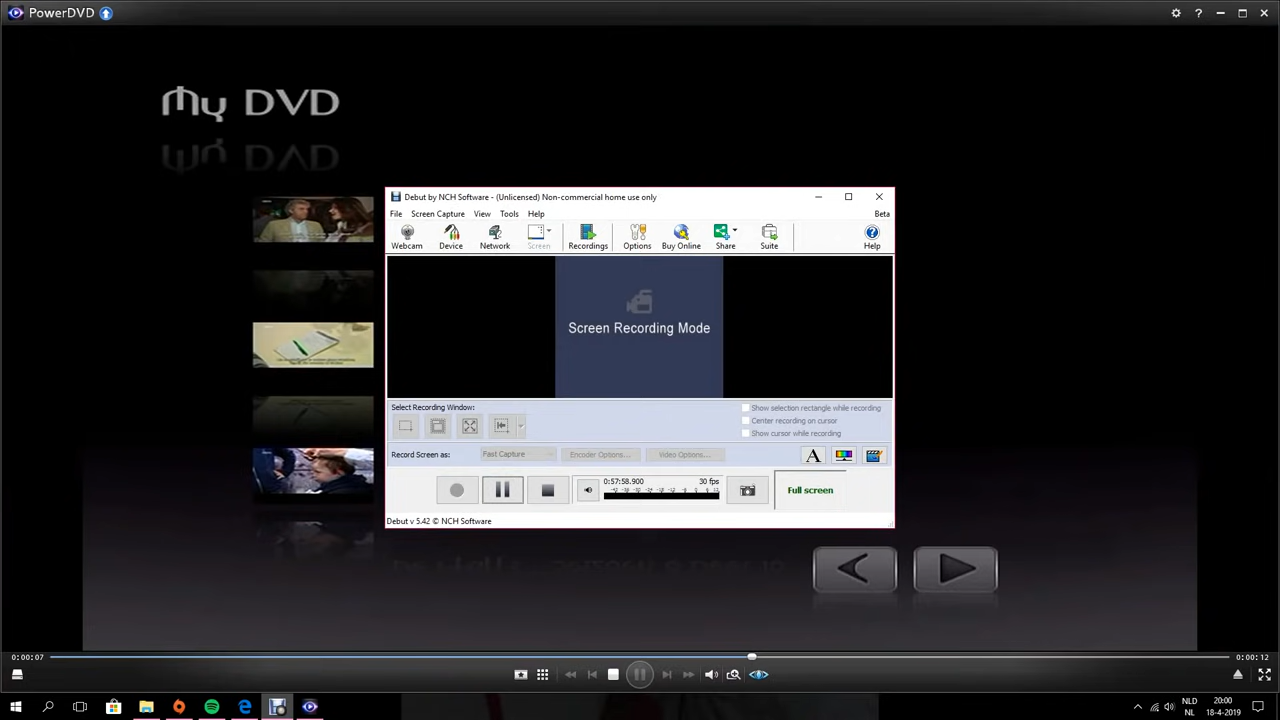 PowerDVD
My DVD
Debut by NCH Software - (Unlicensed) Non-commercial home use only
File Screen Capture View Tools Help Beta
Webcam Device Network Screen Recordings Options Buy Online Share Suite Help
Screen Recording Mode
Select Recording Window:
Show selection rectangle while recording
Center recording on cursor
Show cursor while recording
Record Screen as: Fast Capture Encoder Options... Video Options...
0:57:58.900 30 fps
Full screen
Debut v 5.42 © NCH Software
0:00:07 0:00:12
NLD 20:00
NL 18-4-2019